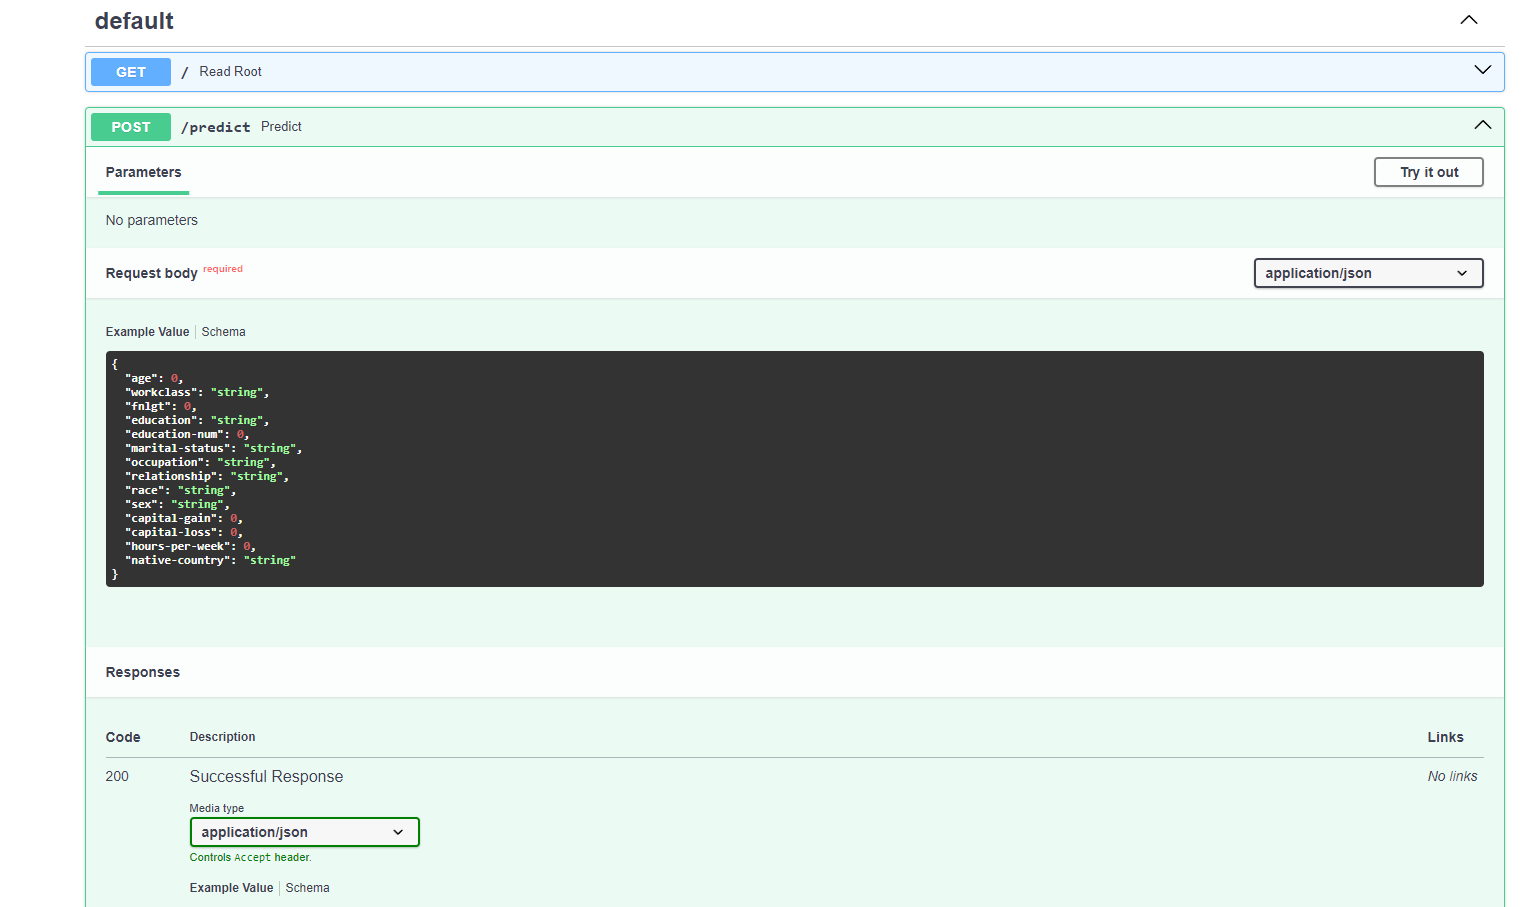 default
GET / Read Root
POST /predict Predict
Parameters Try it out
No parameters
Request body required application/json
Example Value Schema
{
"age": 0,
"workclass": "string",
"fnlgt": 0,
"education": "string",
"education-num": 0,
"marital-status": "string",
"occupation": "string",
"relationship": "string",
"race": "string",
"sex": "string",
"capital-gain": 0,
"capital-loss": 0,
"hours-per-week": 0,
"native-country": "string"
}
Responses
Code Description Links
200 Successful Response No links
Media type
application/json
Controls Accept header.
Example Value Schema